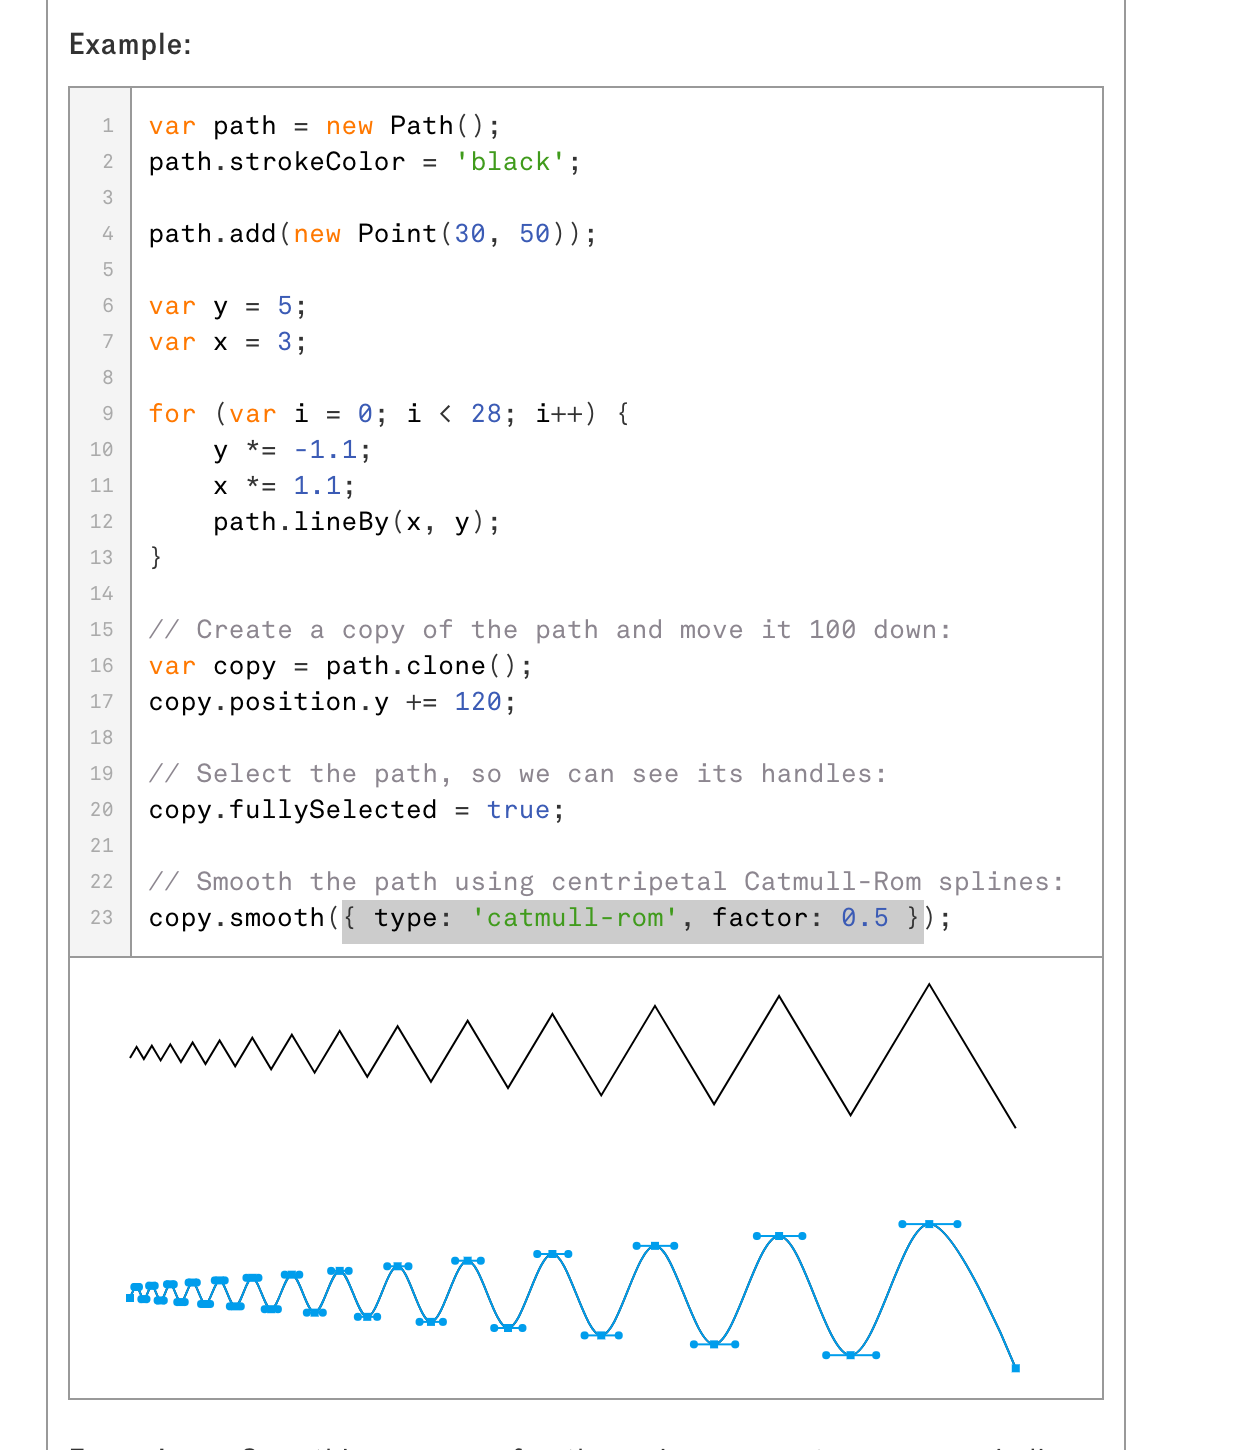 Example:
1 var path = new Path();
2 path.strokeColor = 'black';
3
4 path.add(new Point(30, 50));
5
6 var y = 5;
7 var x = 3;
8
9 for (var i = 0; i < 28; i++) {
10     y *= -1.1;
11     x *= 1.1;
12     path.lineBy(x, y);
13 }
14
15 // Create a copy of the path and move it 100 down:
16 var copy = path.clone();
17 copy.position.y += 120;
18
19 // Select the path, so we can see its handles:
20 copy.fullySelected = true;
21
22 // Smooth the path using centripetal Catmull-Rom splines:
23 copy.smooth({ type: 'catmull-rom', factor: 0.5 });